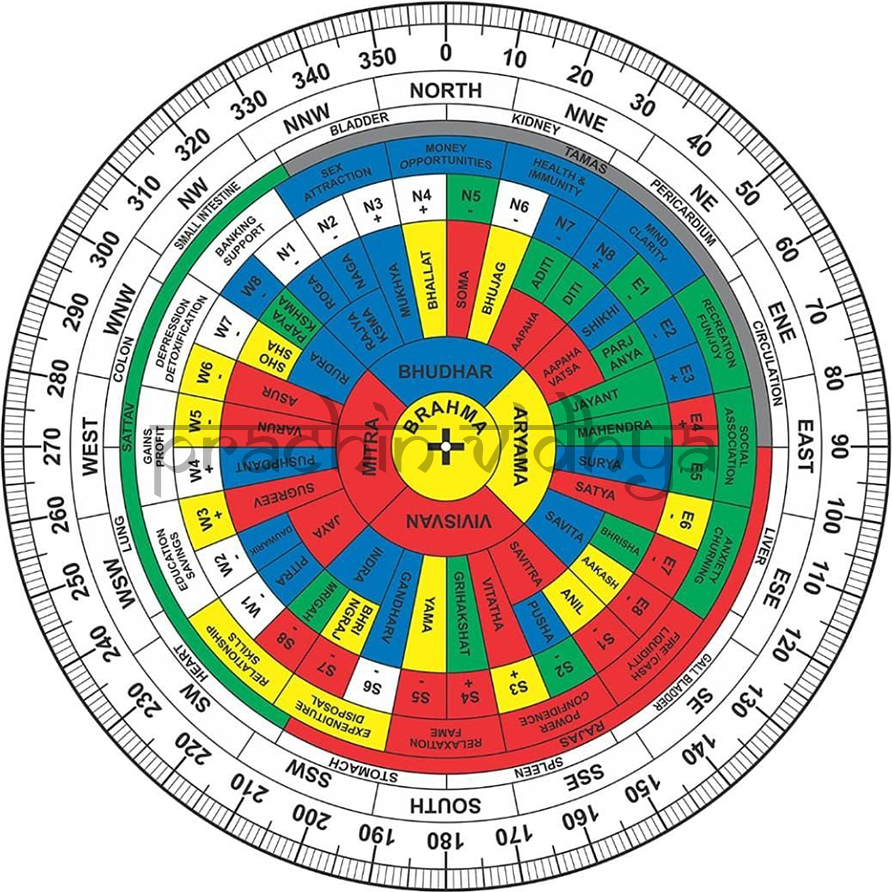 0
10
20
30
40
50
60
70
80
90
100
110
120
130
140
150
160
170
180
190
200
210
220
230
240
250
260
270
280
290
300
310
320
330
340
350
NORTH
NNE
NE
ENE
EAST
ESE
SE
SSE
SOUTH
SSW
SW
WSW
WEST
WNW
NW
NNW
KIDNEY
PERICARDIUM
CIRCULATION
LIVER
GALL BLADDER
SPLEEN
STOMACH
HEART
LUNG
COLON
SMALL INTESTINE
BLADDER
TAMAS
RAJAS
SATTAV
MONEY
OPPORTUNITIES
HEALTH &
IMMUNITY
MIND
CLARITY
RECREATION
FUN/JOY
SOCIAL
ASSOCIATION
ANXIETY
CHURNING
FIRE / CASH
LIQUIDITY
POWER
CONFIDENCE
RELAXATION
FAME
EXPENDITURE
DISPOSAL
RELATIONSHIP
SKILLS
EDUCATION
SAVINGS
GAINS
PROFIT
DEPRESSION
DETOXIFICATION
BANKING
SUPPORT
SEX
ATTRACTION
N1 -
N2 -
N3 +
N4 +
N5 -
N6 -
N7 -
N8 +
E1 -
E2 -
E3 +
E4 +
E5 -
E6 -
E7 -
E8 -
S1 -
S2 -
S3 +
S4 +
S5 -
S6 -
S7 -
S8 -
W1 -
W2 -
W3 +
W4 +
W5 -
W6 -
W7 -
W8 -
ROGA
NAGA
MUKHYA
BHALLAT
SOMA
BHUJAG
ADITI
DITI
SHIKHI
PARJ
ANYA
JAYANT
MAHENDRA
SURYA
SATYA
BHRISHA
AAKASH
ANIL
PUSHA
VITATHA
GRIHAKSHAT
YAMA
GANDHARV
BHRI
NGRAJ
MRIGAH
PITRA
DAUVARIK
SUGREEV
PUSHPDANT
VARUN
ASUR
SHO
SHA
PAPYA
KSHMA
RUDRA
RAJYA
KSMA
AAPAHA
AAPAHA
VATSA
SAVITA
SAVITRA
INDRA
JAYA
BHUDHAR
ARYAMA
VIVISVAN
MITRA
BRAHMA
+
prachin vidhya